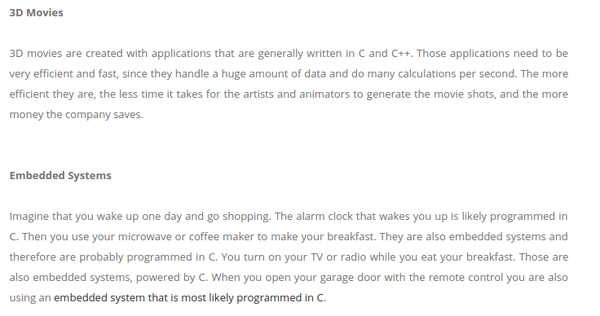 3D Movies
3D movies are created with applications that are generally written in C and C++. Those applications need to be
very efficient and fast, since they handle a huge amount of data and do many calculations per second. The more
efficient they are, the less time it takes for the artists and animators to generate the movie shots, and the more
money the company saves.
Embedded Systems
Imagine that you wake up one day and go shopping. The alarm clock that wakes you up is likely programmed in
C. Then you use your microwave or coffee maker to make your breakfast. They are also embedded systems and
therefore are probably programmed in C. You turn on your TV or radio while you eat your breakfast. Those are
also embedded systems, powered by C. When you open your garage door with the remote control you are also
using an embedded system that is most likely programmed in C.